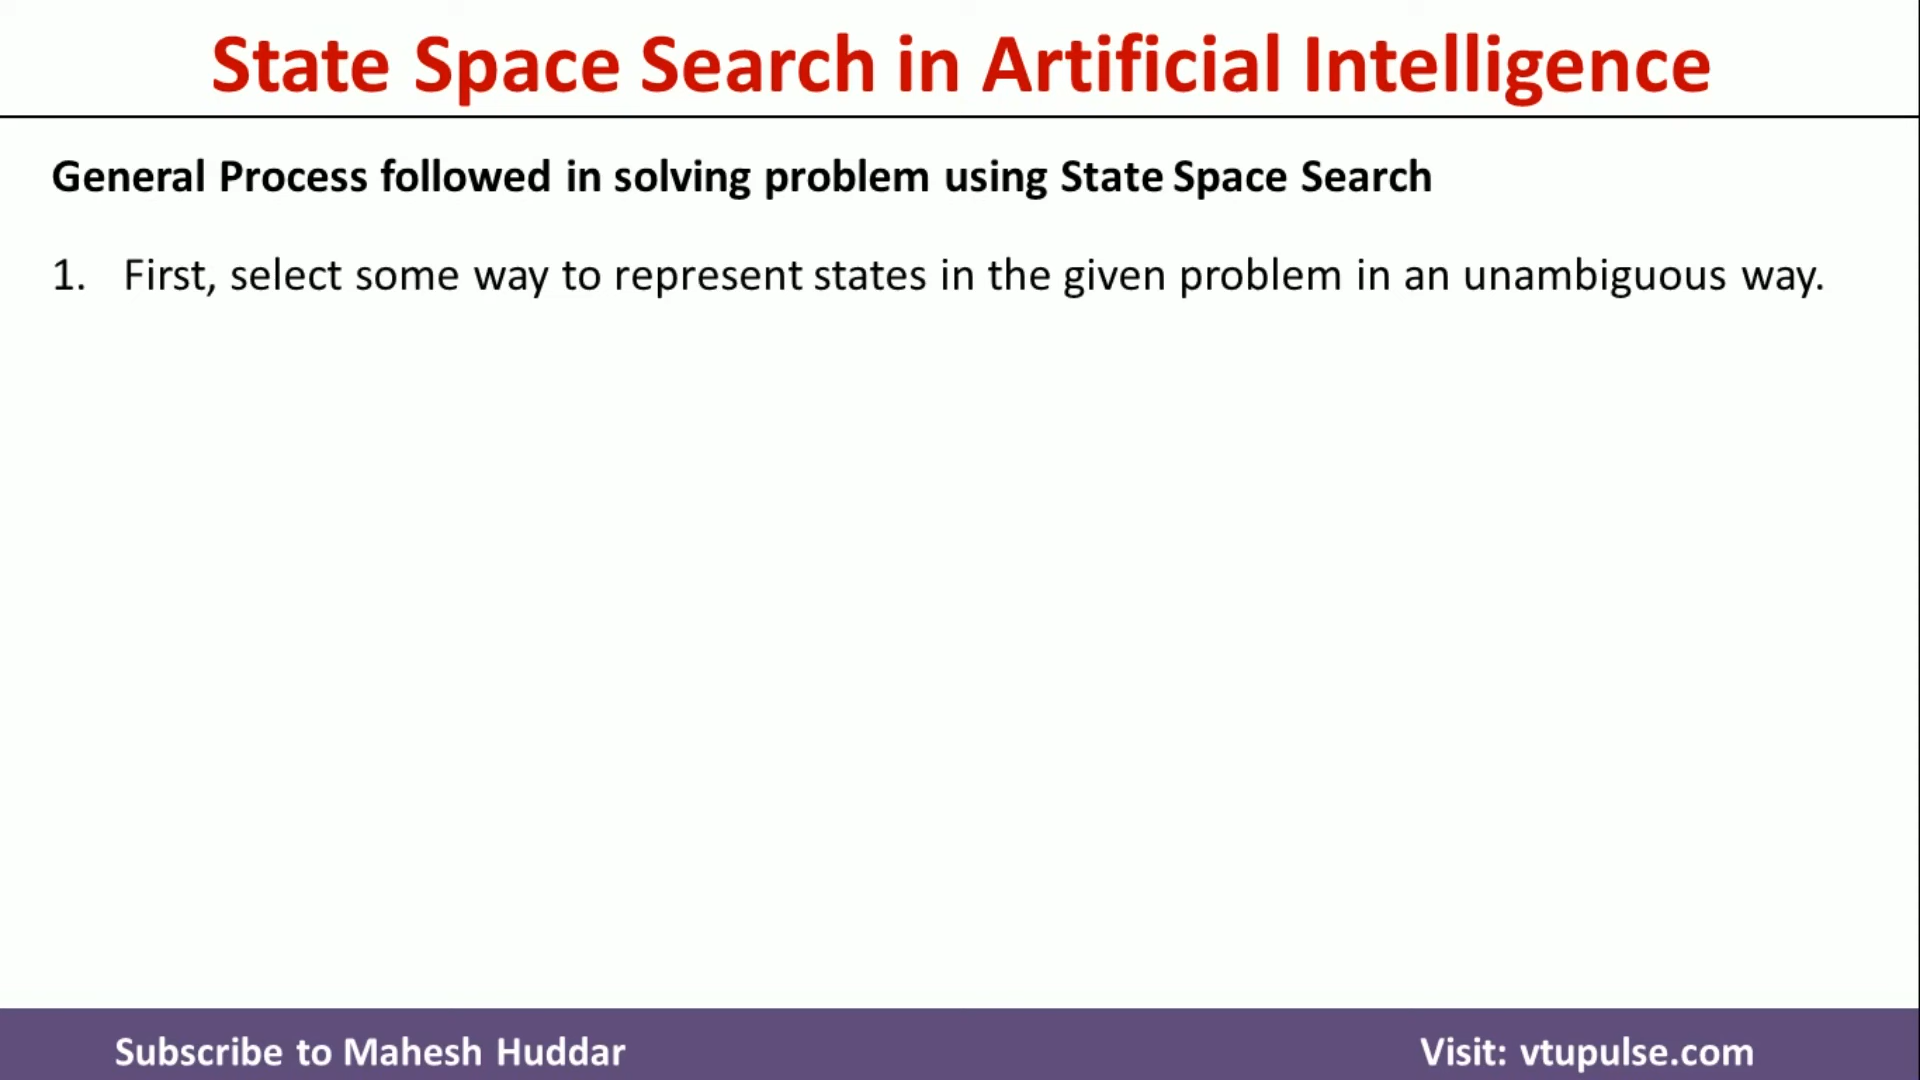 State Space Search in Artificial Intelligence
General Process followed in solving problem using State Space Search
1. First, select some way to represent states in the given problem in an unambiguous way.
Subscribe to Mahesh Huddar
Visit: vtupulse.com